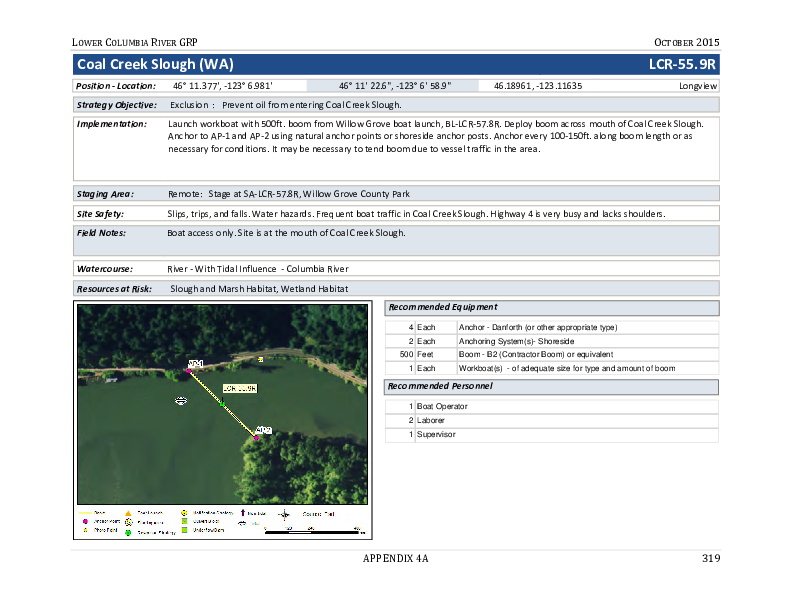 LOWER COLUMBIA RIVER GRP OCTOBER 2015
Coal Creek Slough (WA) LCR-55.9R
Position - Location: 46° 11.377', -123° 6.981' 46° 11' 22.6", -123° 6' 58.9" 46.18961, -123.11635 Longview
Strategy Objective: Exclusion : Prevent oil from entering Coal Creek Slough.
Implementation: Launch workboat with 500ft. boom from Willow Grove boat launch, BL-LCR-57.8R. Deploy boom across mouth of Coal Creek Slough.
Anchor to AP-1 and AP-2 using natural anchor points or shoreside anchor posts. Anchor every 100-150ft. along boom length or as
necessary for conditions. It may be necessary to tend boom due to vessel traffic in the area.
Staging Area: Remote: Stage at SA-LCR-57.8R, Willow Grove County Park
Site Safety: Slips, trips, and falls. Water hazards. Frequent boat traffic in Coal Creek Slough. Highway 4 is very busy and lacks shoulders.
Field Notes: Boat access only. Site is at the mouth of Coal Creek Slough.
Watercourse: River - With Tidal Influence - Columbia River
Resources at Risk: Slough and Marsh Habitat, Wetland Habitat
AP-1
LCR-55.9R
AP-2
Anchor Point
Photo Point
Notification Strategy
Underflow Dam
Recommended Equipment
4 Each Anchor - Danforth (or other appropriate type)
2 Each Anchoring System(s)- Shoreside
500 Feet Boom - B2 (Contractor Boom) or equivalent
1 Each Workboat(s) - of adequate size for type and amount of boom
Recommended Personnel
1 Boat Operator
2 Laborer
1 Supervisor
APPENDIX 4A 319